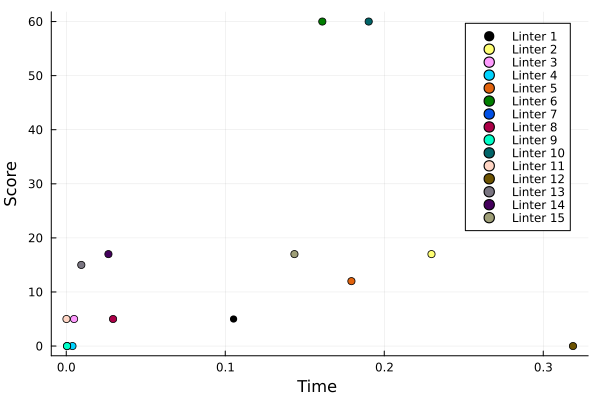 60
50
40
30
20
10
0
Score
0.0 0.1 0.2 0.3
Time
Linter 1
Linter 2
Linter 3
Linter 4
Linter 5
Linter 6
Linter 7
Linter 8
Linter 9
Linter 10
Linter 11
Linter 12
Linter 13
Linter 14
Linter 15